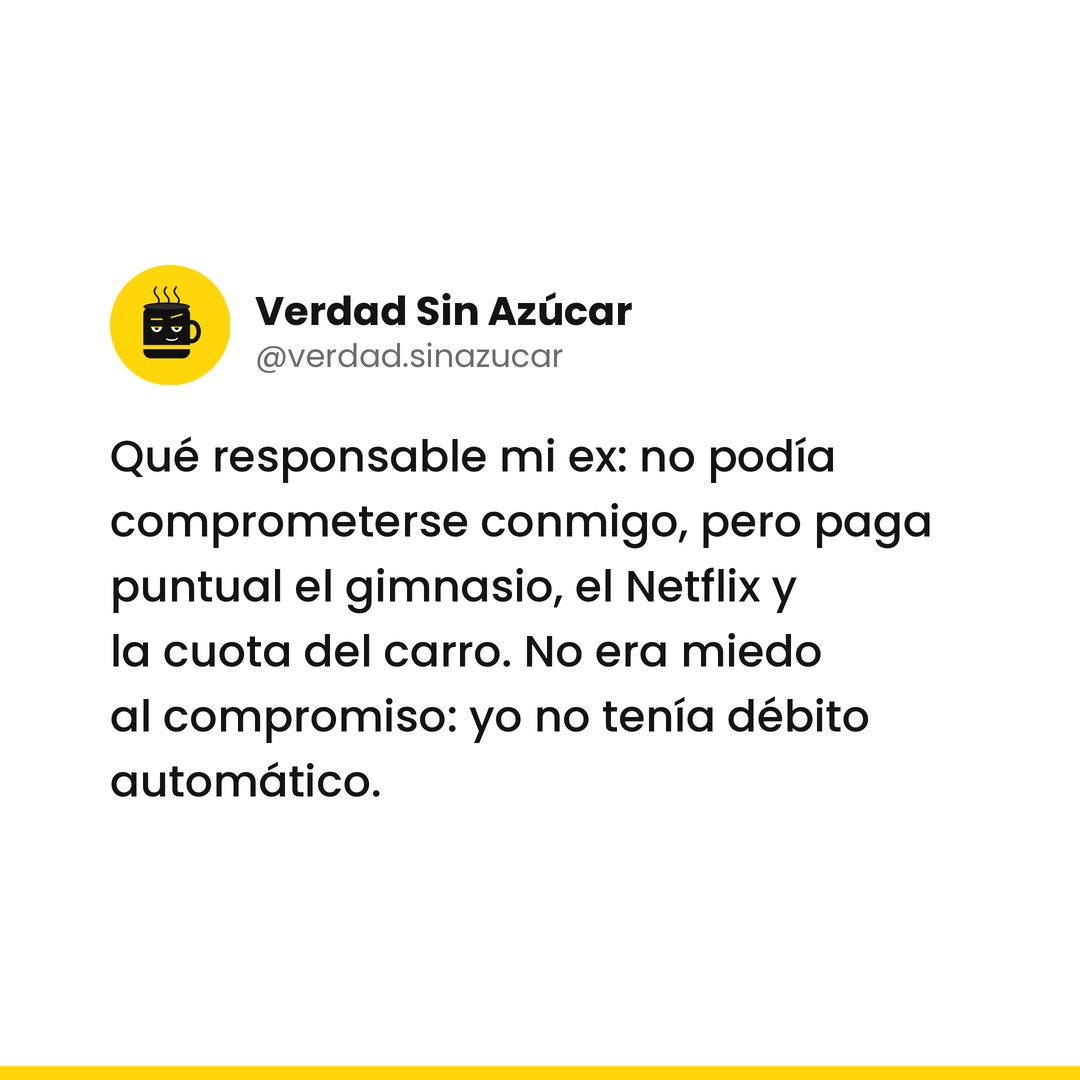 Verdad Sin Azúcar
@verdad.sinazucar
Qué responsable mi ex: no podía
comprometerse conmigo, pero paga
puntual el gimnasio, el Netflix y
la cuota del carro. No era miedo
al compromiso: yo no tenía débito
automático.